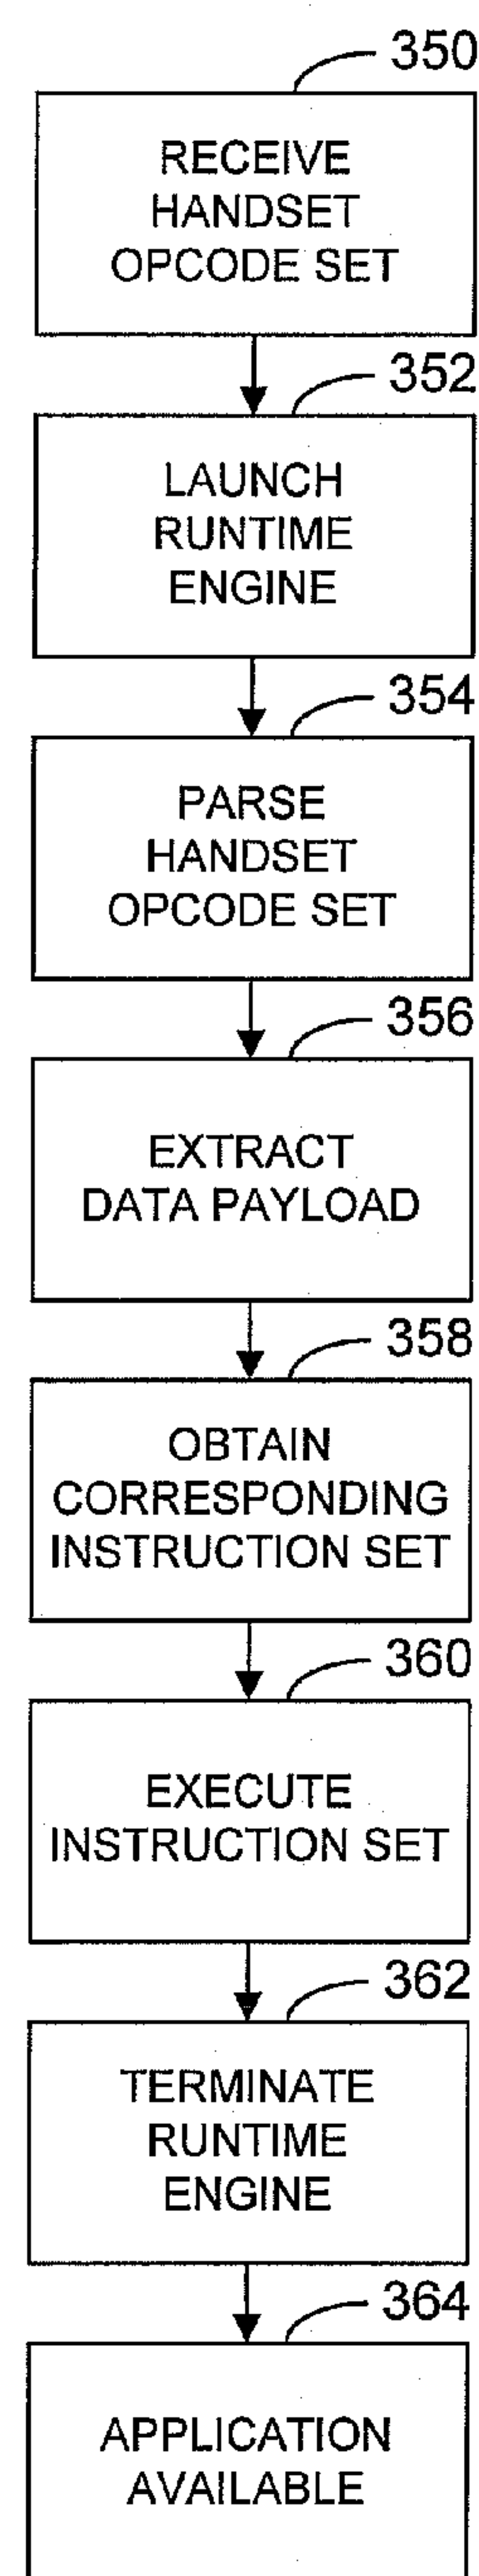 350
RECEIVE
HANDSET
OPCODE SET
352
LAUNCH
RUNTIME
ENGINE
354
PARSE
HANDSET
OPCODE SET
356
EXTRACT
DATA PAYLOAD
358
OBTAIN
CORRESPONDING
INSTRUCTION SET
360
EXECUTE
INSTRUCTION SET
362
TERMINATE
RUNTIME
ENGINE
364
APPLICATION
AVAILABLE